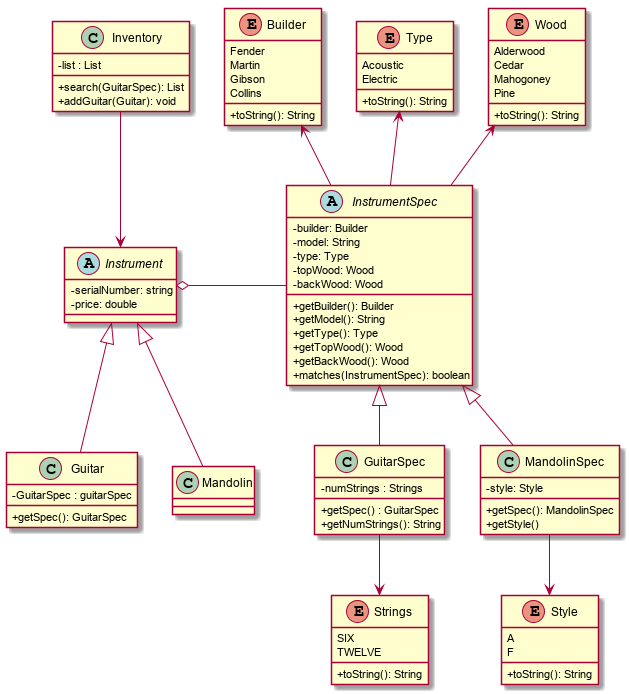 C Inventory
-list : List
+search(GuitarSpec): List
+addGuitar(Guitar): void
E Builder
Fender
Martin
Gibson
Collins
+toString(): String
E Type
Acoustic
Electric
+toString(): String
E Wood
Alderwood
Cedar
Mahogoney
Pine
+toString(): String
A Instrument
-serialNumber: string
-price: double
A InstrumentSpec
-builder: Builder
-model: String
-type: Type
-topWood: Wood
-backWood: Wood
+getBuilder(): Builder
+getModel(): String
+getType(): Type
+getTopWood(): Wood
+getBackWood(): Wood
+matches(InstrumentSpec): boolean
C Guitar
-GuitarSpec : guitarSpec
+getSpec(): GuitarSpec
C Mandolin
C GuitarSpec
-numStrings : Strings
+getSpec() : GuitarSpec
+getNumStrings(): String
C MandolinSpec
-style: Style
+getSpec(): MandolinSpec
+getStyle()
E Strings
SIX
TWELVE
+toString(): String
E Style
A
F
+toString(): String